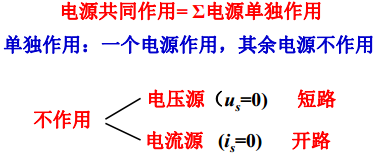 电源共同作用= Σ电源单独作用
单独作用：一个电源作用，其余电源不作用
不作用
电压源（us=0) 短路
电流源 (is=0) 开路